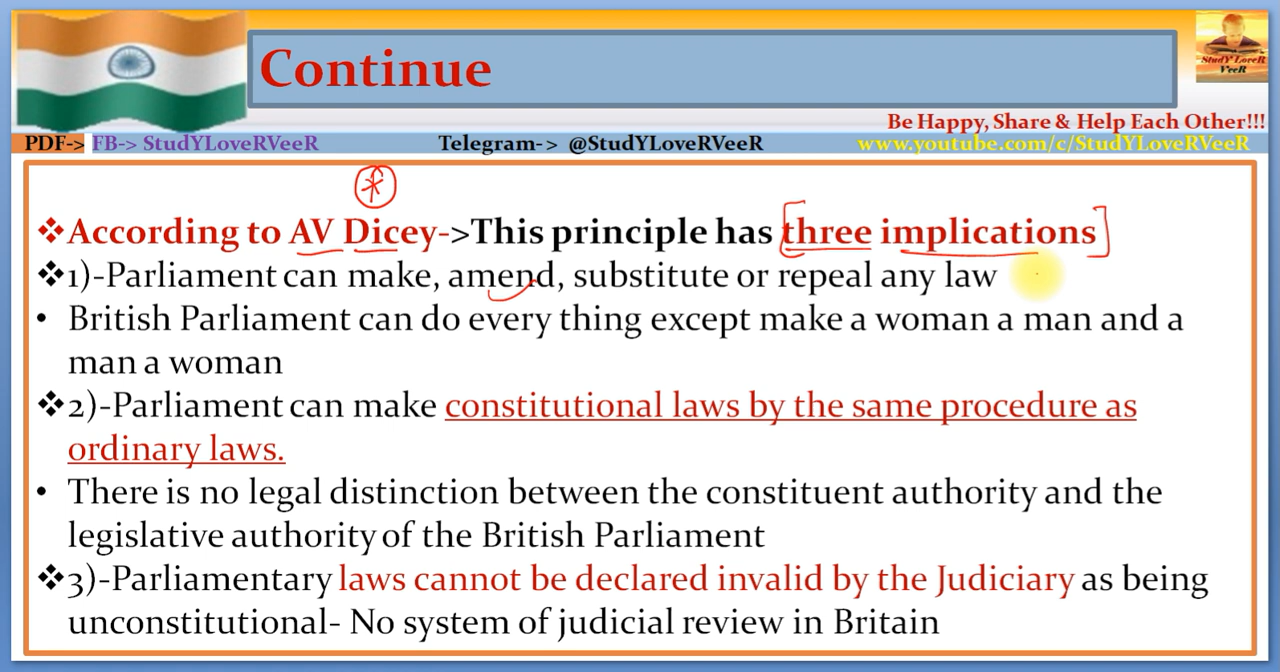 Continue
StudY LoveR
VeeR
Be Happy, Share & Help Each Other!!!
PDF-> FB-> StudYLoveRVeeR Telegram-> @StudYLoveRVeeR www.youtube.com/c/StudYLoveRVeeR
❖According to AV Dicey->This principle has three implications
❖1)-Parliament can make, amend, substitute or repeal any law
• British Parliament can do every thing except make a woman a man and a
man a woman
❖2)-Parliament can make constitutional laws by the same procedure as
ordinary laws.
• There is no legal distinction between the constituent authority and the
legislative authority of the British Parliament
❖3)-Parliamentary laws cannot be declared invalid by the Judiciary as being
unconstitutional- No system of judicial review in Britain